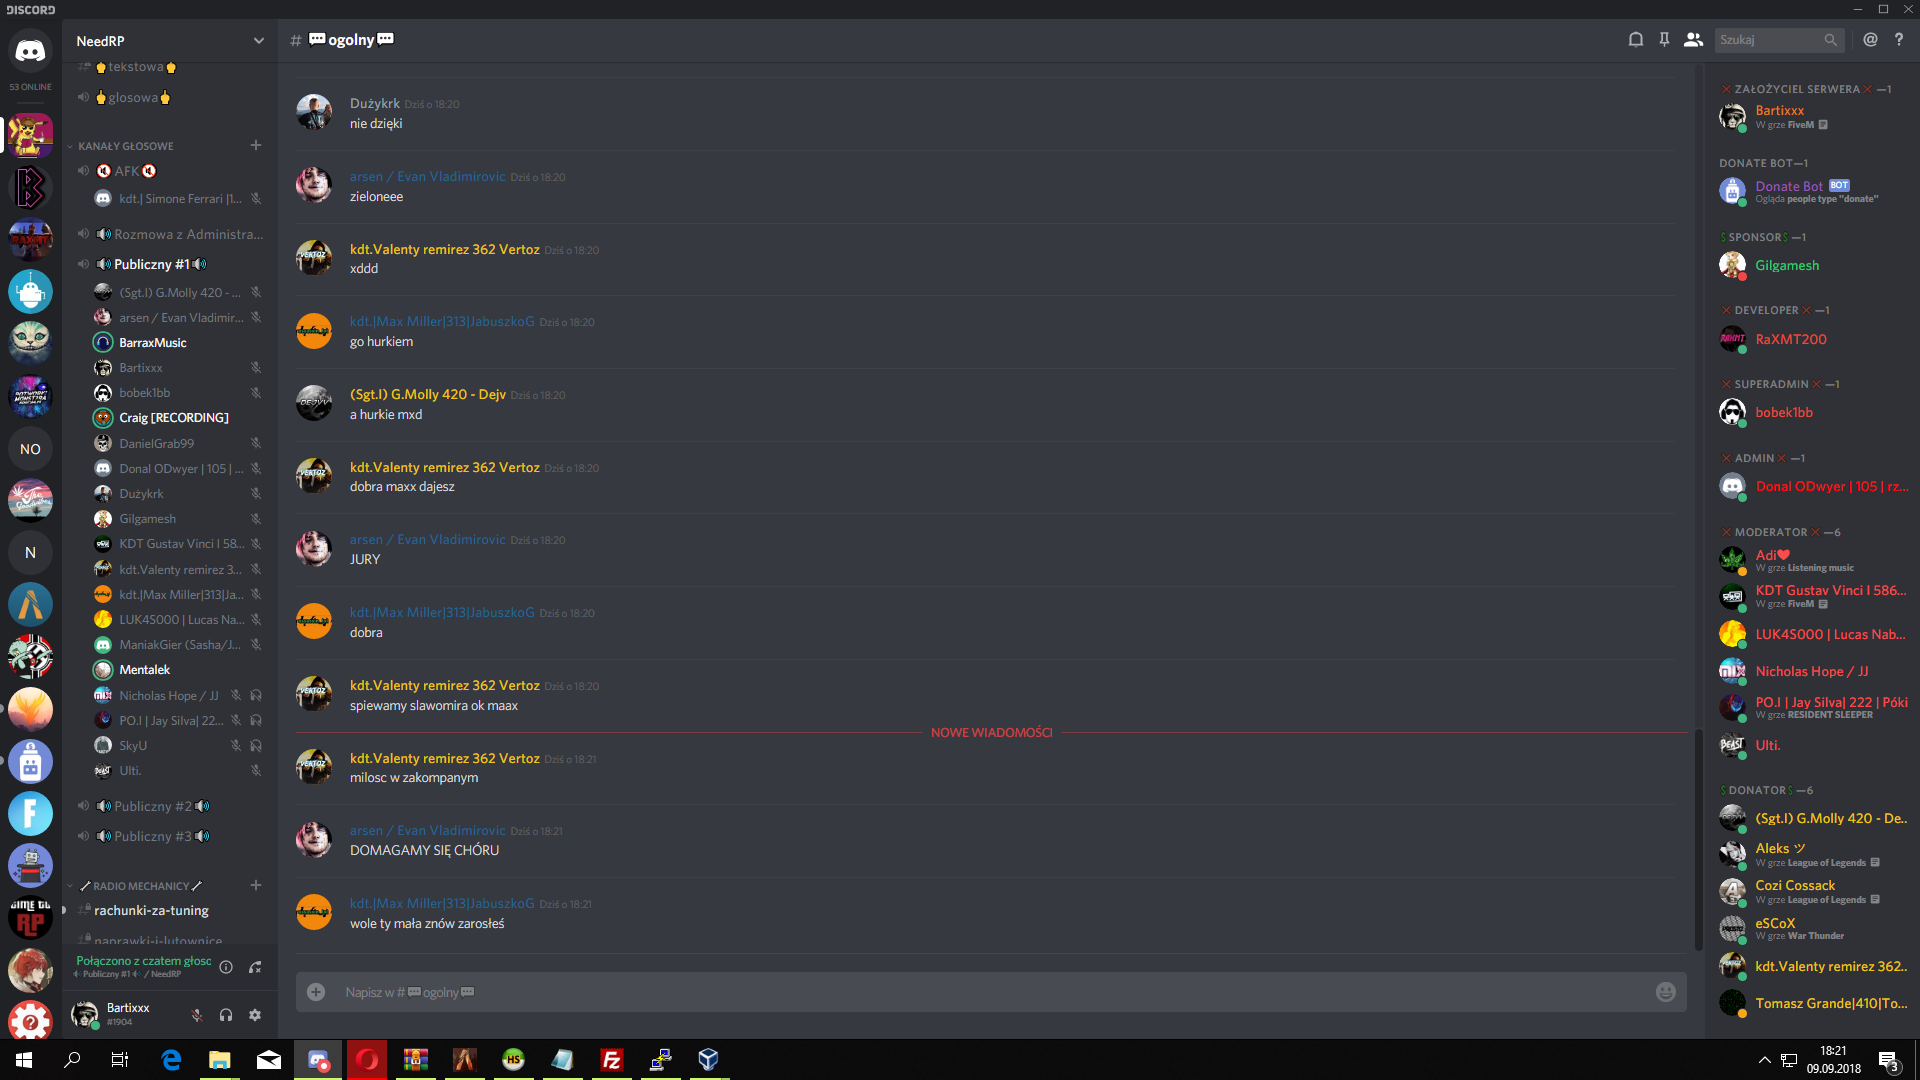 DISCORD
53 ONLINE
NO
N
NeedRP
tekstowa
glosowa
KANAŁY GŁOSOWE
AFK
kdt.| Simone Ferrari |1...
Rozmowa z Administra...
Publiczny #1
(Sgt.I) G.Molly 420 - ...
arsen / Evan Vladimir...
BarraxMusic
Bartixxx
bobek1bb
Craig [RECORDING]
DanielGrab99
Donal ODwyer | 105 | ...
Dużykrk
Gilgamesh
KDT Gustav Vinci I 58...
kdt.Valenty remirez 3...
kdt.|Max Miller|313|Ja...
LUK4S000 | Lucas Na...
ManiakGier (Sasha/J...
Mentalek
Nicholas Hope / JJ
PO.I | Jay Silva| 22...
SkyU
Ulti.
Publiczny #2
Publiczny #3
RADIO MECHANICY
rachunki-za-tuning
naprawki-i-lutownice
Połączono z czatem głosc
Publiczny #1 / NeedRP
Bartixxx
#1904
# ogolny
Szukaj
Dużykrk Dziś o 18:20
nie dzięki
arsen / Evan Vladimirovic Dziś o 18:20
zieloneee
kdt.Valenty remirez 362 Vertoz Dziś o 18:20
xddd
kdt.|Max Miller|313|JabuszkoG Dziś o 18:20
go hurkiem
(Sgt.I) G.Molly 420 - Dejv Dziś o 18:20
a hurkie mxd
kdt.Valenty remirez 362 Vertoz Dziś o 18:20
dobra maxx dajesz
arsen / Evan Vladimirovic Dziś o 18:20
JURY
kdt.|Max Miller|313|JabuszkoG Dziś o 18:20
dobra
kdt.Valenty remirez 362 Vertoz Dziś o 18:20
spiewamy slawomira ok maax
NOWE WIADOMOŚCI
kdt.Valenty remirez 362 Vertoz Dziś o 18:21
milosc w zakompanym
arsen / Evan Vladimirovic Dziś o 18:21
DOMAGAMY SIĘ CHÓRU
kdt.|Max Miller|313|JabuszkoG Dziś o 18:21
wole ty mała znów zarosłeś
Napisz w # ogolny
ZAŁOŻYCIEL SERWERA —1
Bartixxx
W grze FiveM
DONATE BOT—1
Donate Bot BOT
Ogląda people type "donate"
$ SPONSOR $ —1
Gilgamesh
DEVELOPER —1
RaXMT200
SUPERADMIN —1
bobek1bb
ADMIN —1
Donal ODwyer | 105 | rz...
MODERATOR —6
Adi
W grze Listening music
KDT Gustav Vinci I 586...
W grze FiveM
LUK4S000 | Lucas Nab...
Nicholas Hope / JJ
PO.I | Jay Silva| 222 | Póki
W grze RESIDENT SLEEPER
Ulti.
$ DONATOR $ —6
(Sgt.I) G.Molly 420 - De..
Aleks ツ
W grze League of Legends
Cozi Cossack
W grze League of Legends
eSCoX
W grze War Thunder
kdt.Valenty remirez 362..
Tomasz Grande|410|To...
18:21
09.09.2018
3